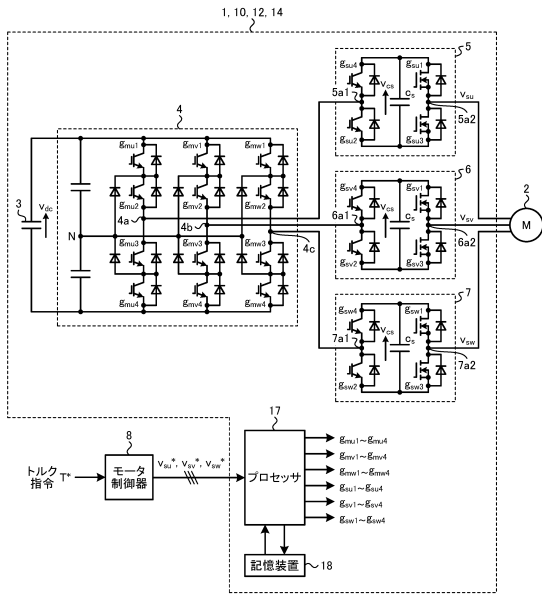 1, 10, 12, 14
5
gsu4
gsu1
vcs
cs
5a1
vsu
5a2
gsu2
gsu3
4
gmu1
gmv1
gmw1
3
vdc
gmu2
gmv2
gmw2
4a
4b
4c
N
gmu3
gmv3
gmw3
gmu4
gmv4
gmw4
6
gsv4
gsv1
vcs
cs
6a1
vsv
6a2
gsv2
gsv3
2
M
7
gsw4
gsw1
vcs
cs
7a1
vsw
7a2
gsw2
gsw3
トルク
指令 T*
8
モータ
制御器
vsu*, vsv*, vsw*
17
プロセッサ
gmu1~gmu4
gmv1~gmv4
gmw1~gmw4
gsu1~gsu4
gsv1~gsv4
gsw1~gsw4
記憶装置
18